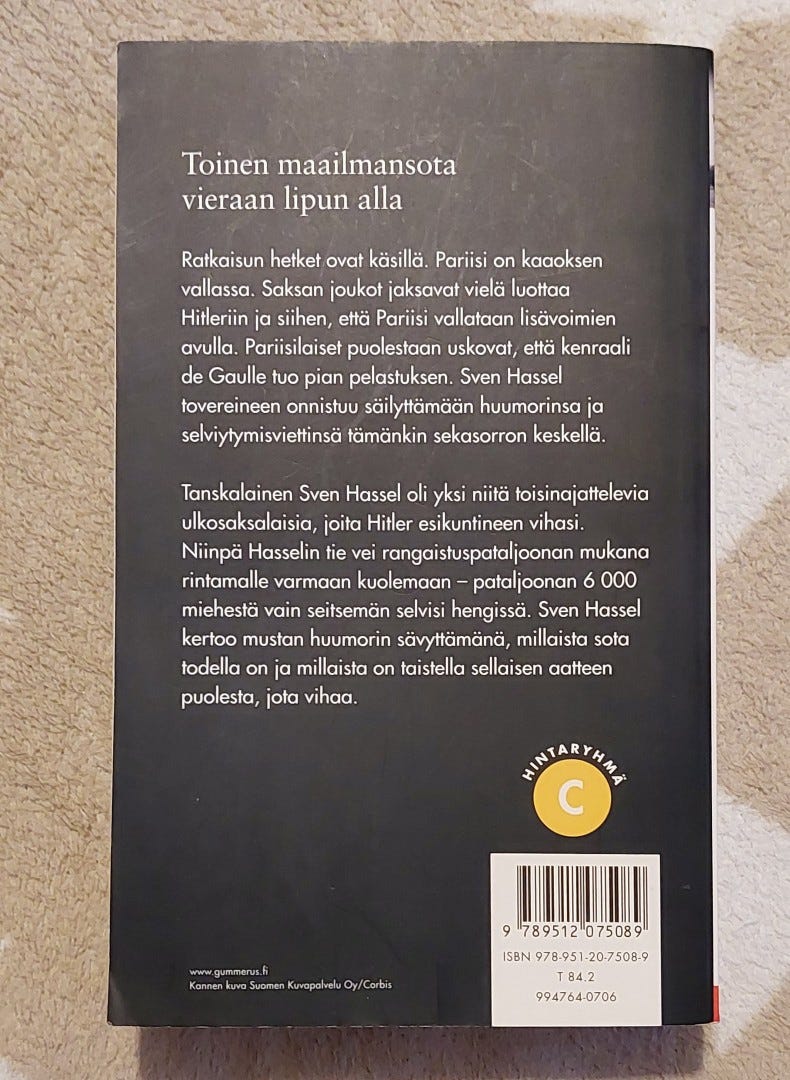 Toinen maailmansota
vieraan lipun alla
Ratkaisun hetket ovat käsillä. Pariisi on kaaoksen
vallassa. Saksan joukot jaksavat vielä luottaa
Hitleriin ja siihen, että Pariisi vallataan lisävoimien
avulla. Pariisilaiset puolestaan uskovat, että kenraali
de Gaulle tuo pian pelastuksen. Sven Hassel
tovereineen onnistuu säilyttämään huumorinsa ja
selviytymisviettinsä tämänkin sekasorron keskellä.
Tanskalainen Sven Hassel oli yksi niitä toisinajattelevia
ulkosaksalaisia, joita Hitler esikuntineen vihasi.
Niinpä Hasselin tie vei rangaistuspataljoonan mukana
rintamalle varmaan kuolemaan – pataljoonan 6 000
miehestä vain seitsemän selvisi hengissä. Sven Hassel
kertoo mustan huumorin sävyttämänä, millaista sota
todella on ja millaista on taistella sellaisen aatteen
puolesta, jota vihaa.
HINTARYHMÄ
C
9 789512 075089
ISBN 978-951-20-7508-9
T 84.2
994764-0706
www.gummerus.fi
Kannen kuva Suomen Kuvapalvelu Oy/Corbis